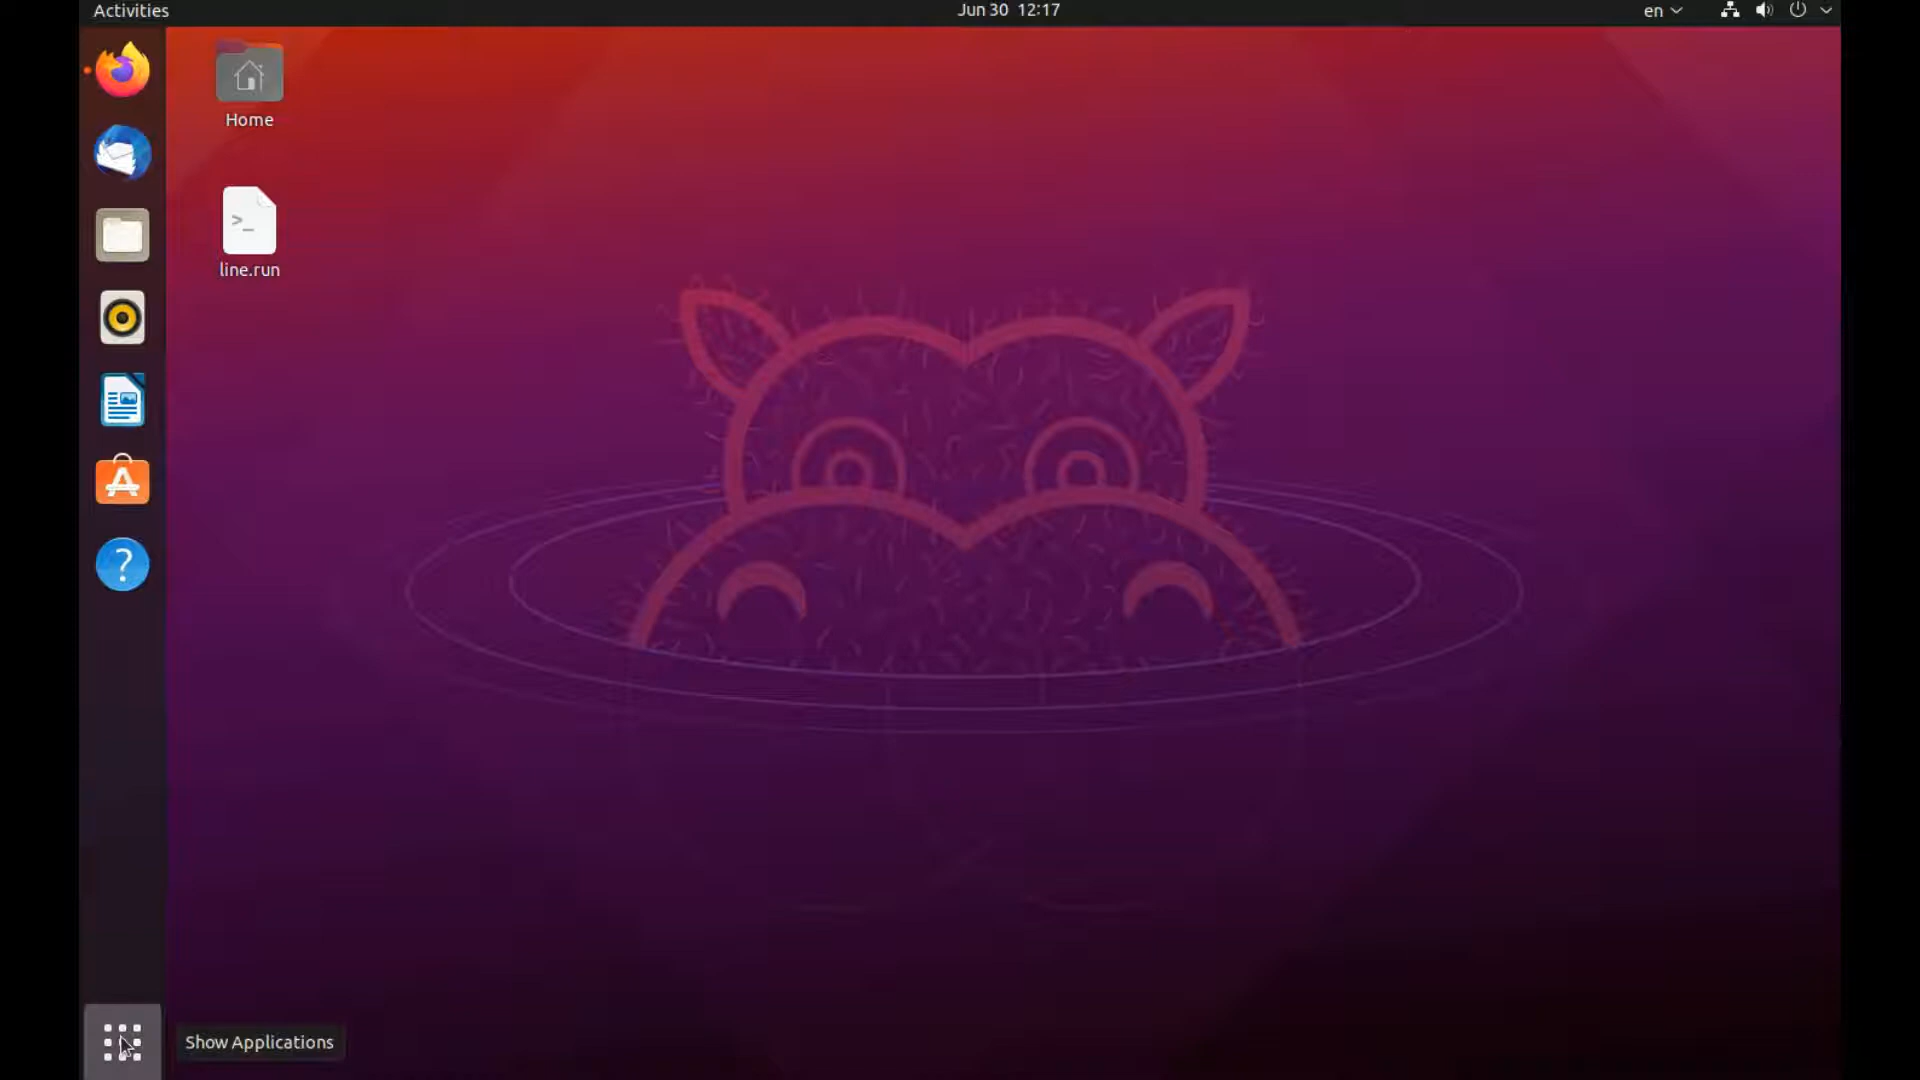 Activities
Jun 30 12:17
en
Home
>_
line.run
?
Show Applications